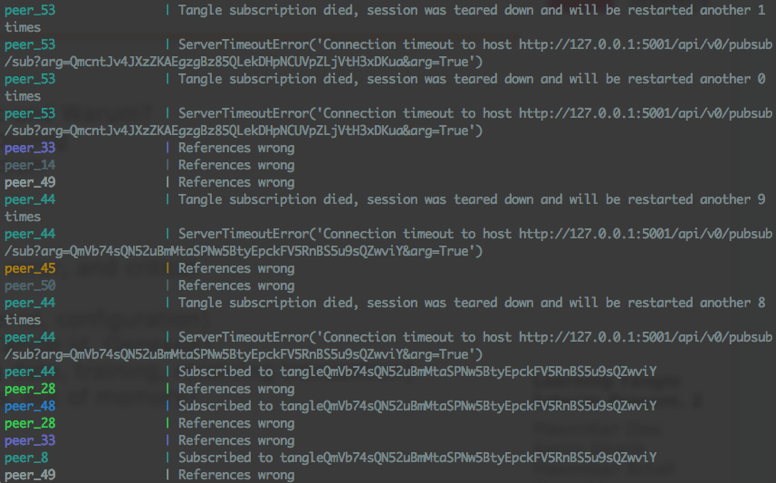 peer_53 | Tangle subscription died, session was teared down and will be restarted another 1
times
peer_53 | ServerTimeoutError('Connection timeout to host http://127.0.0.1:5001/api/v0/pubsub
/sub?arg=QmcntJv4JXzZKAEgzgBz85QLekDHpNCUVpZLjVtH3xDKua&arg=True')
peer_53 | Tangle subscription died, session was teared down and will be restarted another 0
times
peer_53 | ServerTimeoutError('Connection timeout to host http://127.0.0.1:5001/api/v0/pubsub
/sub?arg=QmcntJv4JXzZKAEgzgBz85QLekDHpNCUVpZLjVtH3xDKua&arg=True')
peer_33 | References wrong
peer_14 | References wrong
peer_49 | References wrong
peer_44 | Tangle subscription died, session was teared down and will be restarted another 9
times
peer_44 | ServerTimeoutError('Connection timeout to host http://127.0.0.1:5001/api/v0/pubsub
/sub?arg=QmVb74sQN52uBmMtaSPNw5BtyEpckFV5RnBS5u9sQZwviY&arg=True')
peer_45 | References wrong
peer_50 | References wrong
peer_44 | Tangle subscription died, session was teared down and will be restarted another 8
times
peer_44 | ServerTimeoutError('Connection timeout to host http://127.0.0.1:5001/api/v0/pubsub
/sub?arg=QmVb74sQN52uBmMtaSPNw5BtyEpckFV5RnBS5u9sQZwviY&arg=True')
peer_44 | Subscribed to tangleQmVb74sQN52uBmMtaSPNw5BtyEpckFV5RnBS5u9sQZwviY
peer_28 | References wrong
peer_48 | Subscribed to tangleQmVb74sQN52uBmMtaSPNw5BtyEpckFV5RnBS5u9sQZwviY
peer_28 | References wrong
peer_33 | References wrong
peer_8 | Subscribed to tangleQmVb74sQN52uBmMtaSPNw5BtyEpckFV5RnBS5u9sQZwviY
peer_49 | References wrong